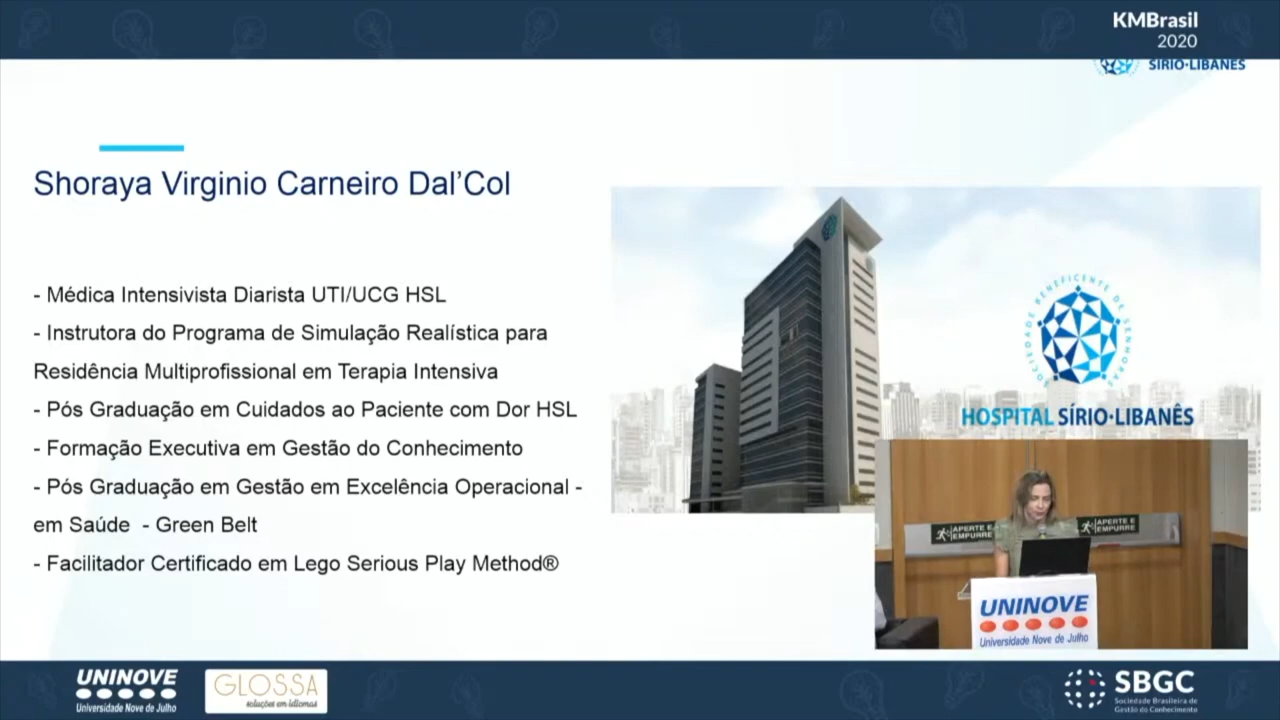 KMBrasil
2020
SÍRIO-LIBANÊS
Shoraya Virginio Carneiro Dal’Col
- Médica Intensivista Diarista UTI/UCG HSL
- Instrutora do Programa de Simulação Realística para
Residência Multiprofissional em Terapia Intensiva
- Pós Graduação em Cuidados ao Paciente com Dor HSL
- Formação Executiva em Gestão do Conhecimento
- Pós Graduação em Gestão em Excelência Operacional -
em Saúde - Green Belt
- Facilitador Certificado em Lego Serious Play Method®
SOCIEDADE BENEFICENTE DE SENHORAS
HOSPITAL SÍRIO·LIBANÊS
APERTE E
EMPURRE
APERTE E
EMPURRE
UNINOVE
Universidade Nove de Julho
UNINOVE
Universidade Nove de Julho
GLOSSA
soluções em idiomas
SBGC
Sociedade Brasileira de
Gestão do Conhecimento